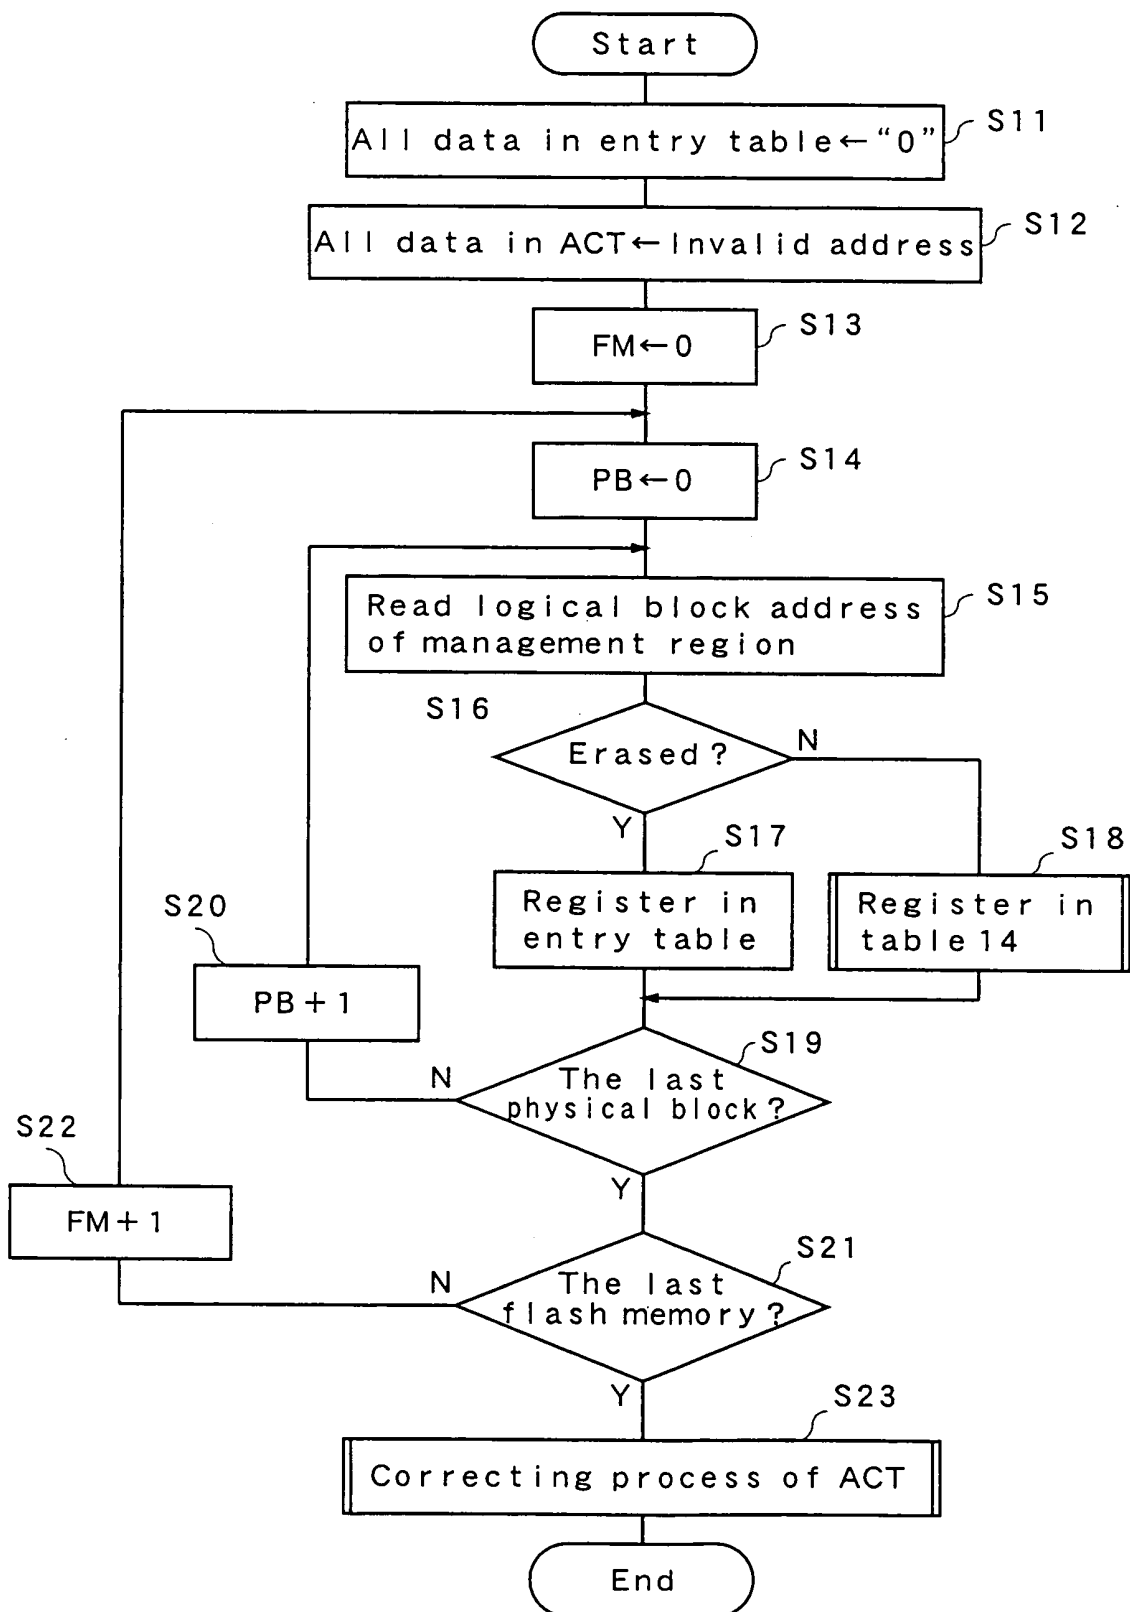 Start
All data in entry table←“0”
S11
All data in ACT←Invalid address
S12
FM←0
S13
PB←0
S14
Read logical block address
of management region
S15
S16
Erased?
N
Y
S17
Register in
entry table
S18
Register in
table14
S20
PB+1
S19
The last
physical block?
N
Y
S22
FM+1
S21
The last
flash memory?
N
Y
S23
Correcting process of ACT
End